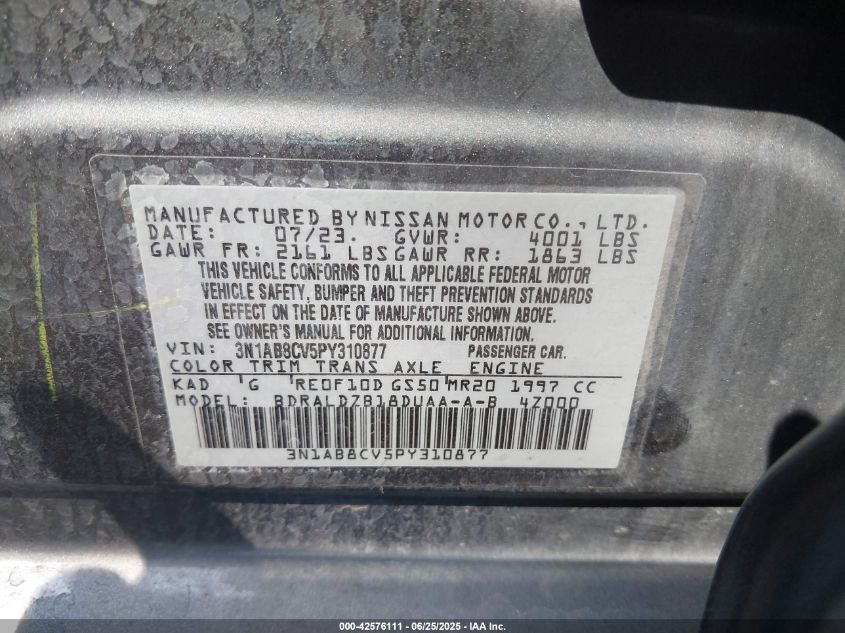 MANUFACTURED BY NISSAN MOTOR CO., LTD.
DATE: 07/23. GVWR: 4001 LBS
GAWR FR: 2161 LBS GAWR RR: 1863 LBS
THIS VEHICLE CONFORMS TO ALL APPLICABLE FEDERAL MOTOR
VEHICLE SAFETY, BUMPER AND THEFT PREVENTION STANDARDS
IN EFFECT ON THE DATE OF MANUFACTURE SHOWN ABOVE.
SEE OWNER'S MANUAL FOR ADDITIONAL INFORMATION.
VIN: 3N1AB8CV5PY310877 PASSENGER CAR.
COLOR TRIM TRANS AXLE ENGINE
KAD 'G 'RE0F10D GS50'MR20 1997 CC
MODEL: BDRALDZB18DUAA-A-B 4Z000
3N1AB8CV5PY310877
000-42576111 - 06/25/2025 - IAA Inc.